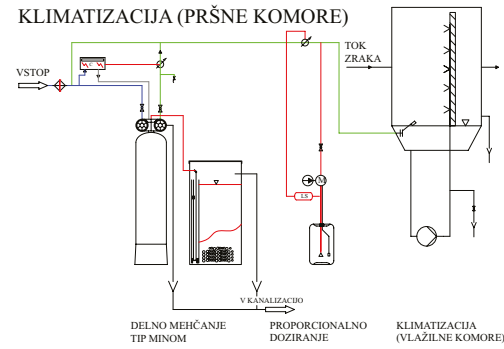 KLIMATIZACIJA (PRŠNE KOMORE)
TOK
ZRAKA
VSTOP
C
M
LS
V KANALIZACIJO
DELNO MEHČANJE
TIP MINOM
PROPORCIONALNO
DOZIRANJE
KLIMATIZACIJA
(VLAŽILNE KOMORE)